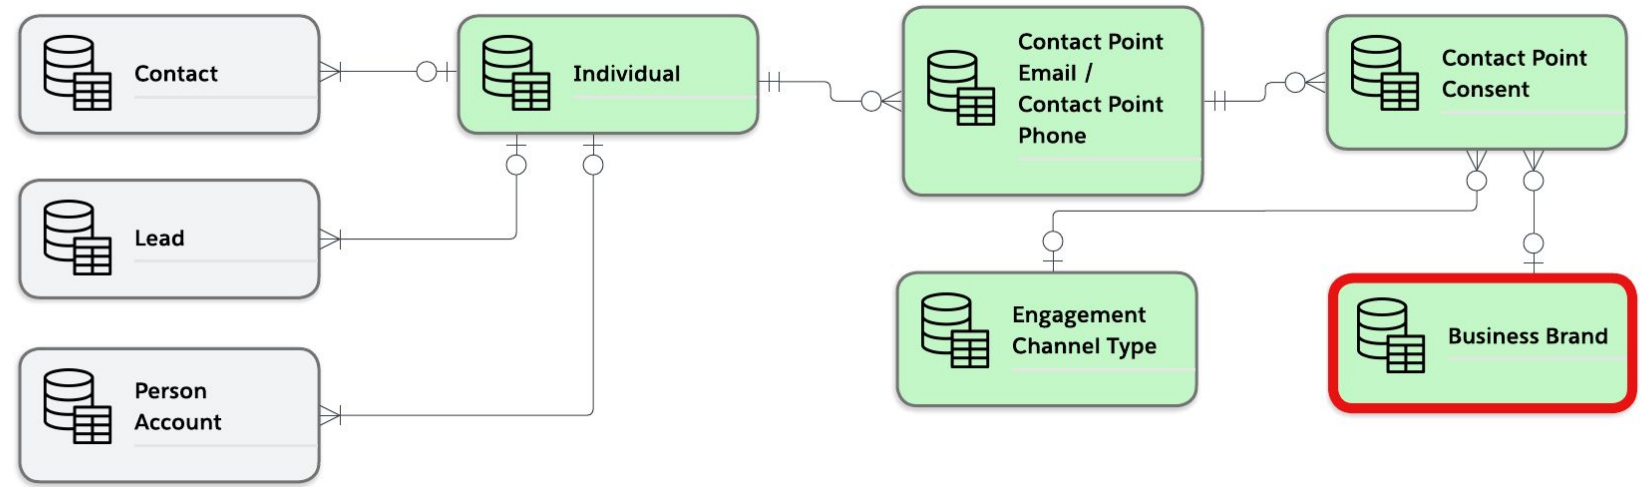 Contact
Individual
Contact Point
Email /
Contact Point
Phone
Contact Point
Consent
Lead
Engagement
Channel Type
Business Brand
Person
Account